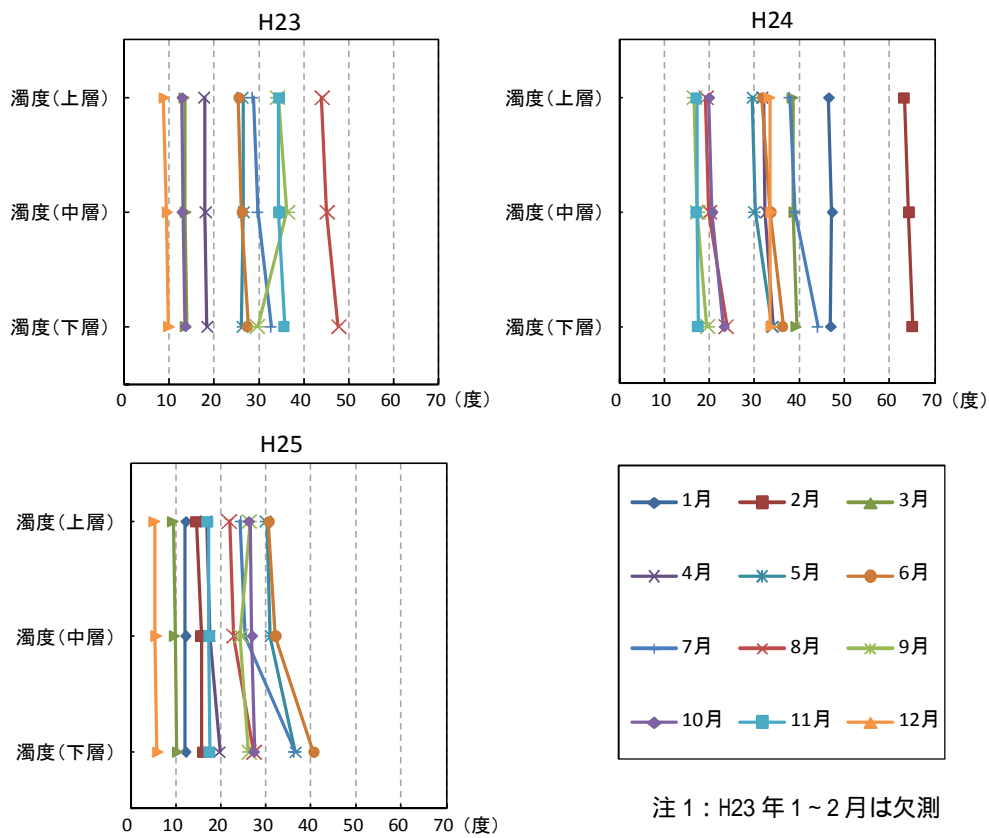 H23
濁度(上層)
濁度(中層)
濁度(下層)
0 10 20 30 40 50 60 70 (度)
H24
濁度(上層)
濁度(中層)
濁度(下層)
0 10 20 30 40 50 60 70 (度)
H25
濁度(上層)
濁度(中層)
濁度(下層)
0 10 20 30 40 50 60 70 (度)
1月 2月 3月
4月 5月 6月
7月 8月 9月
10月 11月 12月
注1:H23年1~2月は欠測